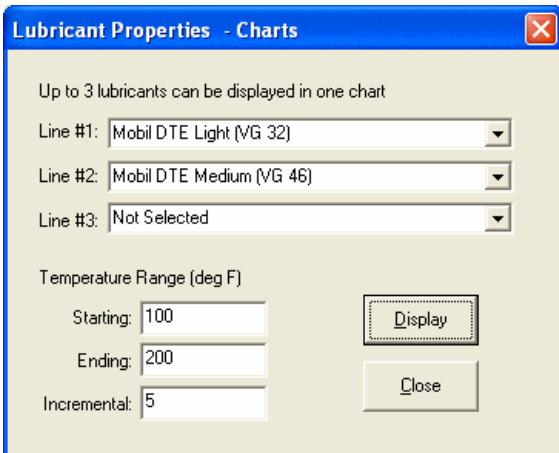 Lubricant Properties - Charts
Up to 3 lubricants can be displayed in one chart
Line #1: Mobil DTE Light (VG 32)
Line #2: Mobil DTE Medium (VG 46)
Line #3: Not Selected
Temperature Range (deg F)
Starting: 100
Display
Ending: 200
Close
Incremental: 5